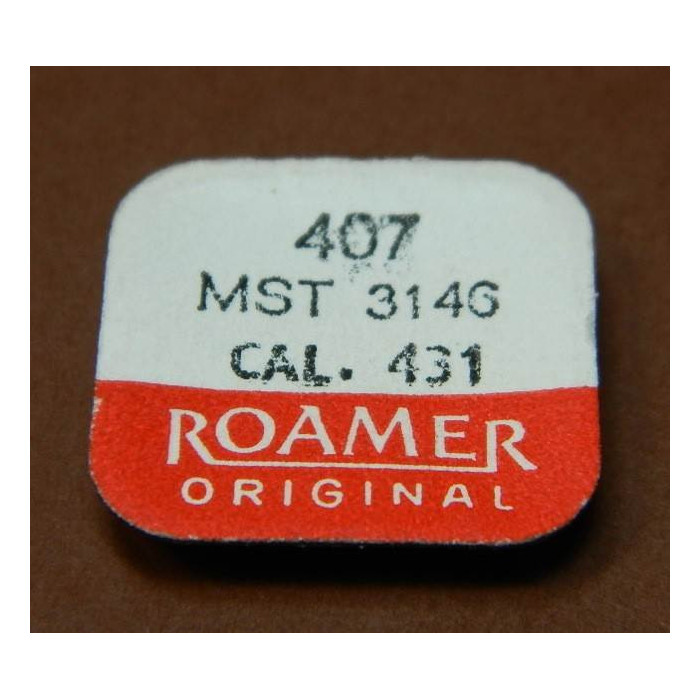 407
MST 3146
CAL. 431
ROAMER
ORIGINAL